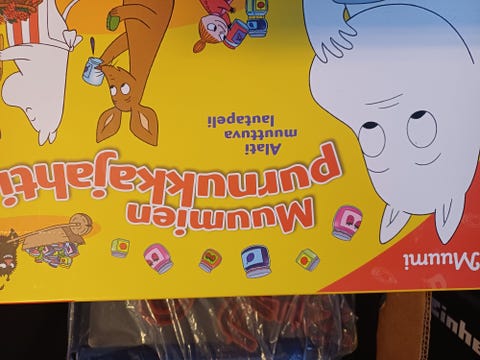 Muumi
Muumien
purnukkajahti
Alati
muuttuva
lautapeli